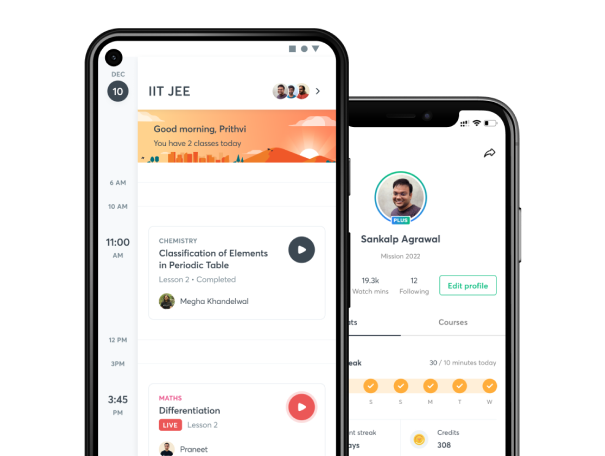 DEC
10
IIT JEE
Good morning, Prithvi
You have 2 classes today
6 AM
10 AM
11:00
AM
CHEMISTRY
Classification of Elements
in Periodic Table
Lesson 2 • Completed
Megha Khandelwal
12 PM
3PM
3:45
PM
MATHS
Differentiation
LIVE Lesson 2
Praneet
PLUS
Sankalp Agrawal
Mission 2022
19.3k
Watch mins
12
Following
Edit profile
ats
Courses
eak
30 / 10 minutes today
S S M T W
nt streak
ays
Credits
308